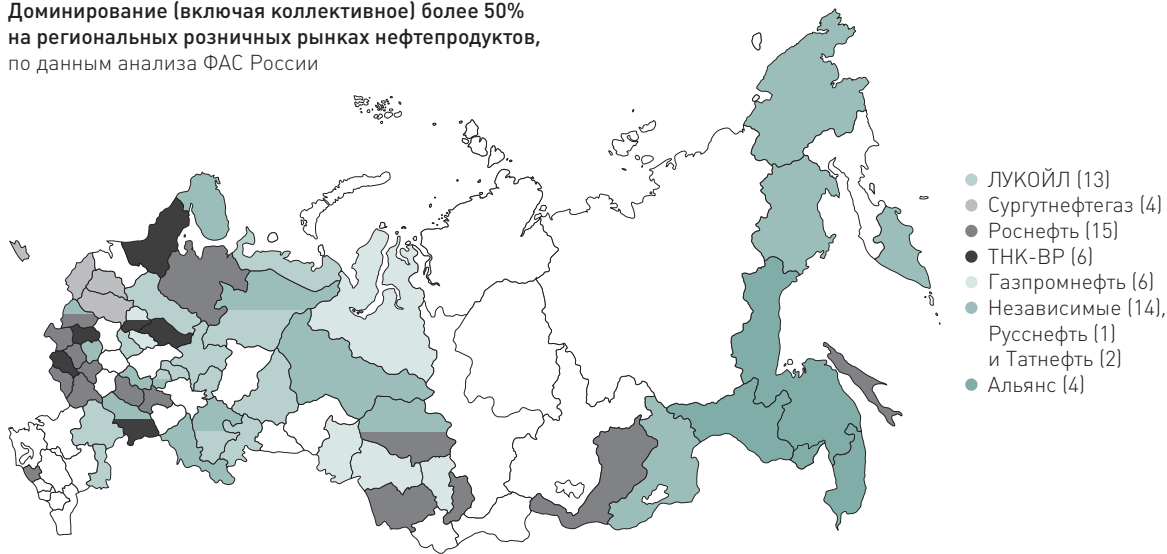 Доминирование (включая коллективное) более 50%
на региональных розничных рынках нефтепродуктов,
по данным анализа ФАС России
ЛУКОЙЛ (13)
Сургутнефтегаз (4)
Роснефть (15)
ТНК-ВР (6)
Газпромнефть (6)
Независимые (14),
Русснефть (1)
и Татнефть (2)
Альянс (4)